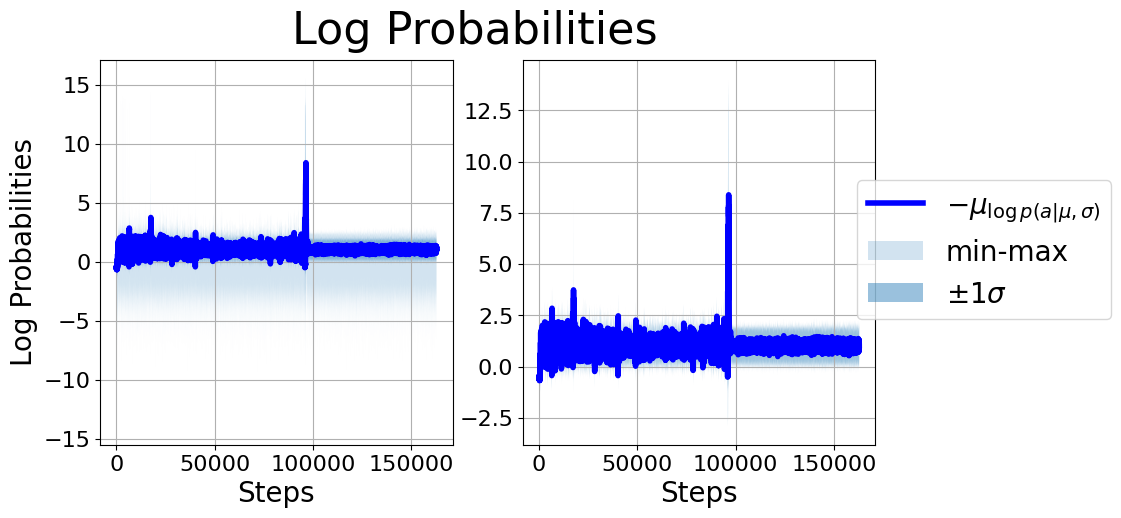 Log Probabilities
Log Probabilities
15
10
5
0
−5
−10
−15
0 50000 100000 150000
Steps
12.5
10.0
7.5
5.0
2.5
0.0
−2.5
0 50000 100000 150000
Steps
−μ_{log p(a|μ, σ)}
min-max
±1σ